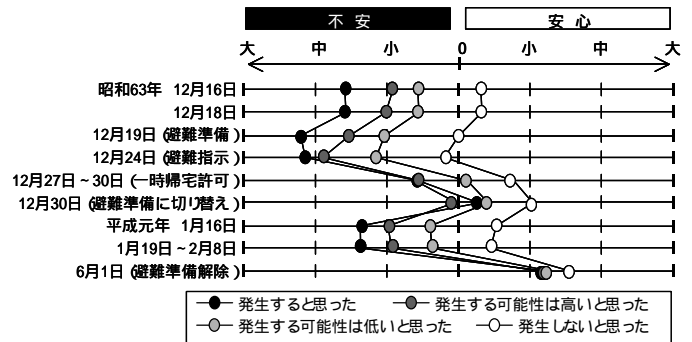 不安 安心
大 中 小 0 小 中 大
昭和63年 12月16日
12月18日
12月19日(避難準備)
12月24日(避難指示)
12月27日~30日(一時帰宅許可)
12月30日(避難準備に切り替え)
平成元年 1月16日
1月19日~2月8日
6月1日(避難準備解除)
発生すると思った 発生する可能性は高いと思った
発生する可能性は低いと思った 発生しないと思った